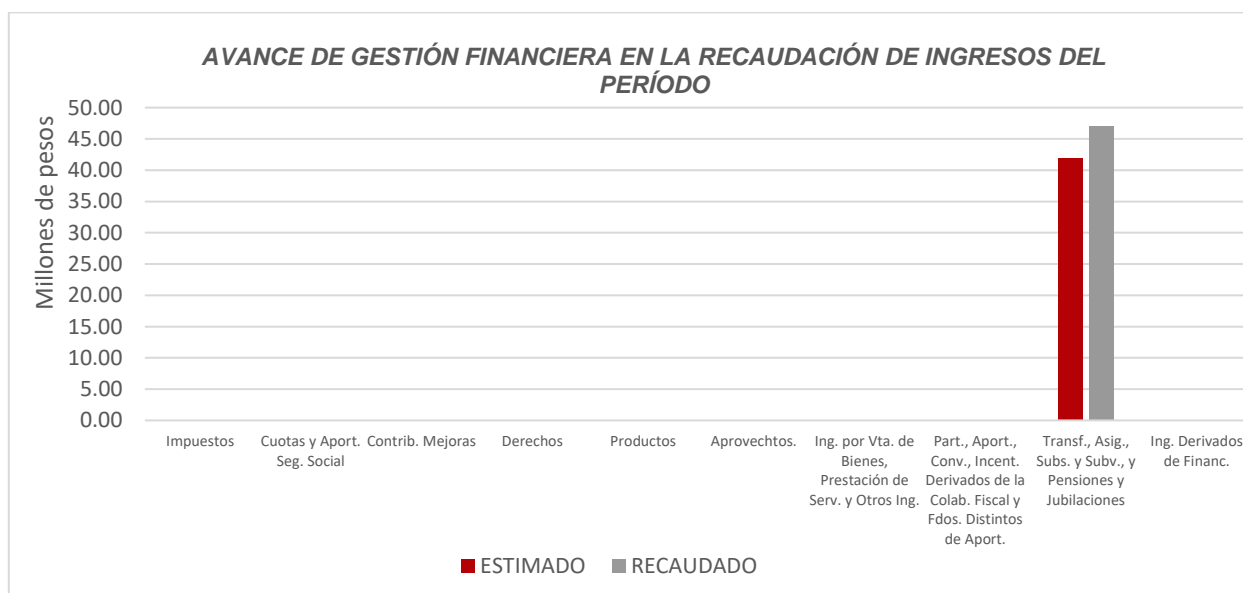 AVANCE DE GESTIÓN FINANCIERA EN LA RECAUDACIÓN DE INGRESOS DEL
PERÍODO
Millones de pesos
50.00
45.00
40.00
35.00
30.00
25.00
20.00
15.00
10.00
5.00
0.00
Impuestos
Cuotas y Aport.
Seg. Social
Contrib. Mejoras
Derechos
Productos
Aprovechtos.
Ing. por Vta. de
Bienes,
Prestación de
Serv. y Otros Ing.
Part., Aport.,
Conv., Incent.
Derivados de la
Colab. Fiscal y
Fdos. Distintos
de Aport.
Transf., Asig.,
Subs. y Subv., y
Pensiones y
Jubilaciones
Ing. Derivados
de Financ.
ESTIMADO
RECAUDADO